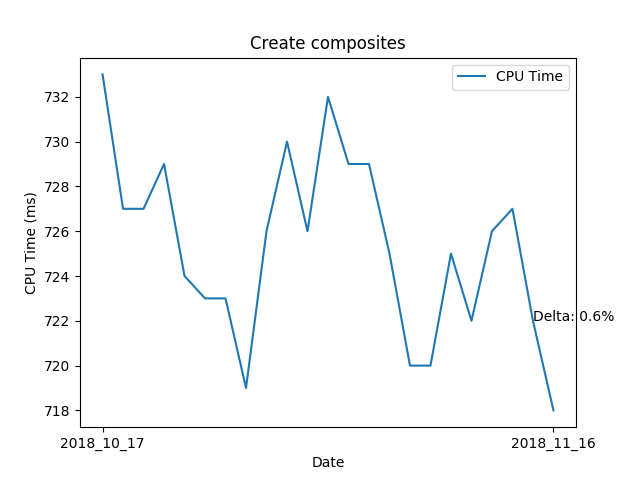 Create composites
CPU Time
732
730
728
726
724
722
720
718
CPU Time (ms)
Delta: 0.6%
2018_10_17
2018_11_16
Date